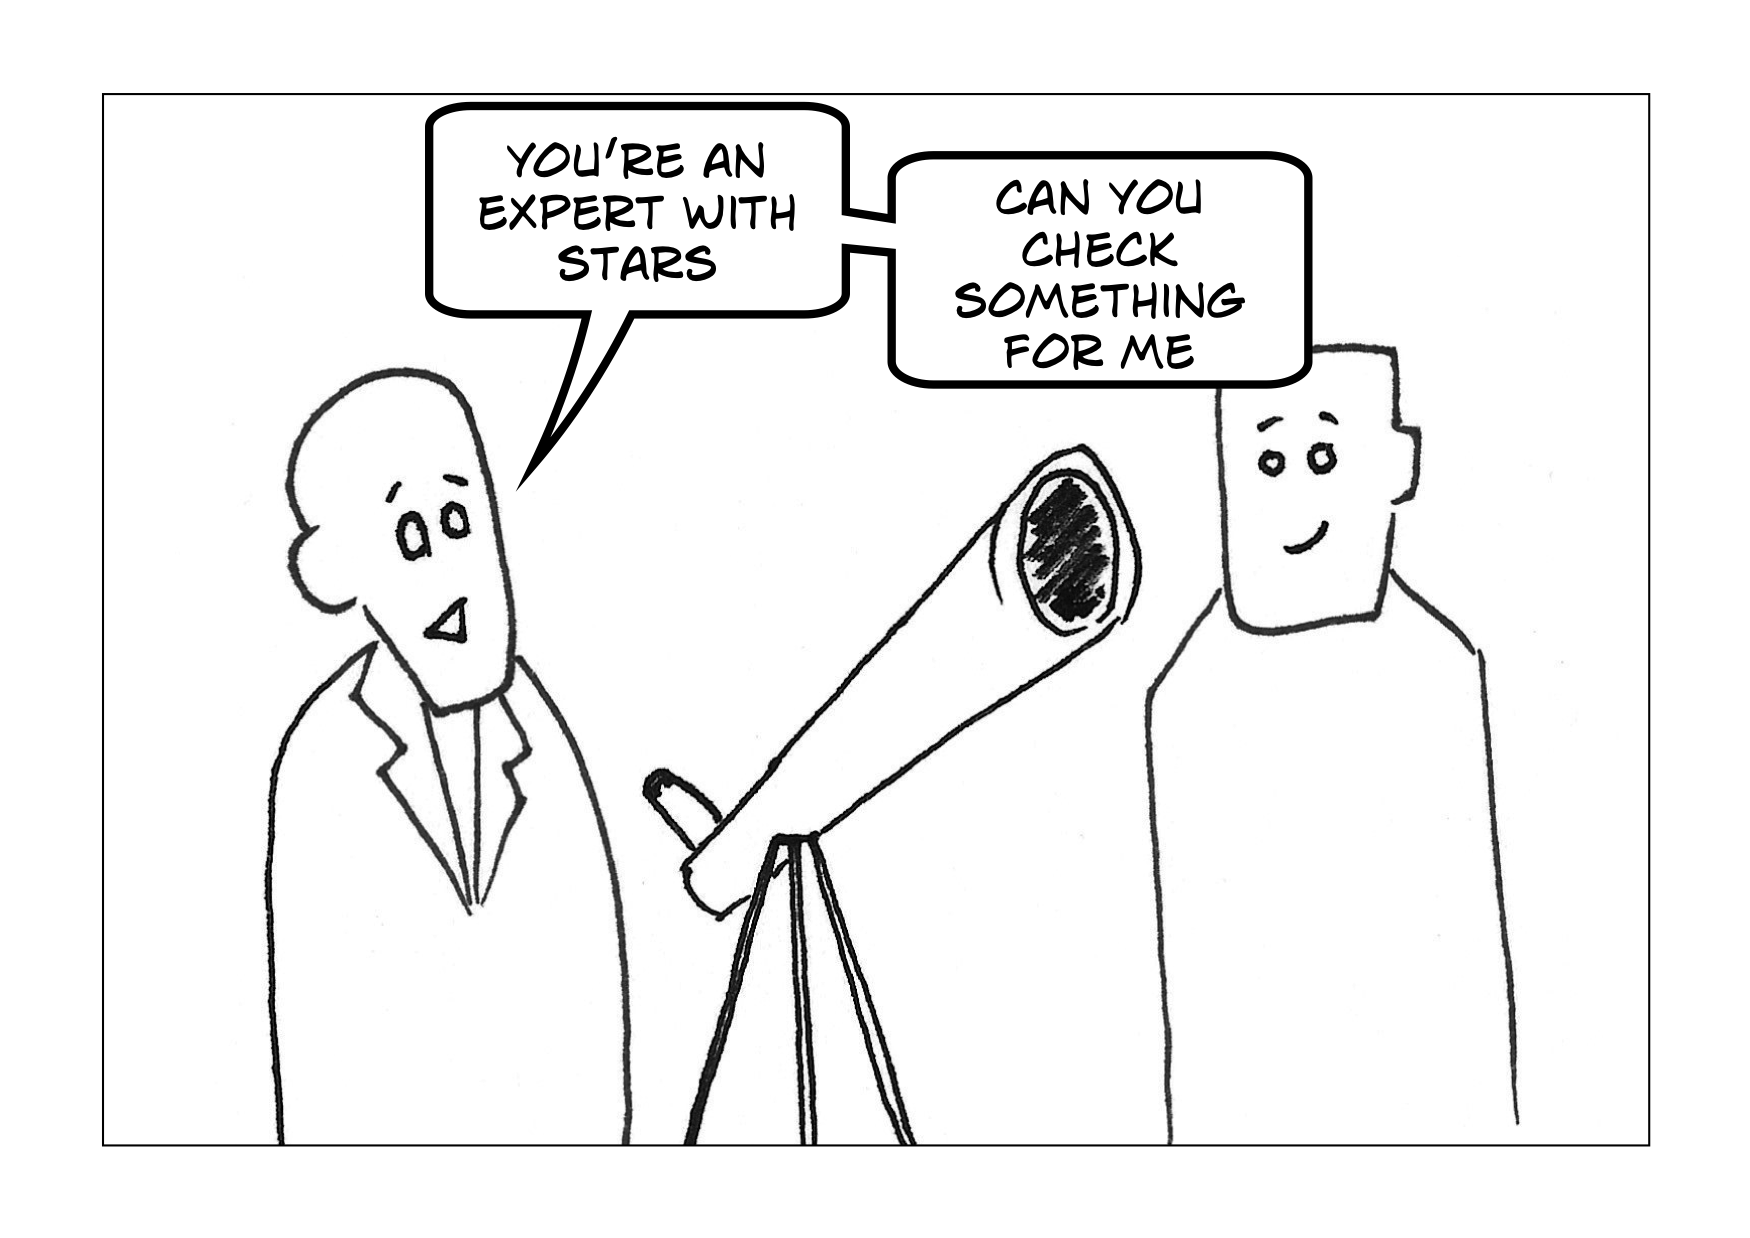 YOU'RE AN
EXPERT WITH
STARS
CAN YOU
CHECK
SOMETHING
FOR ME